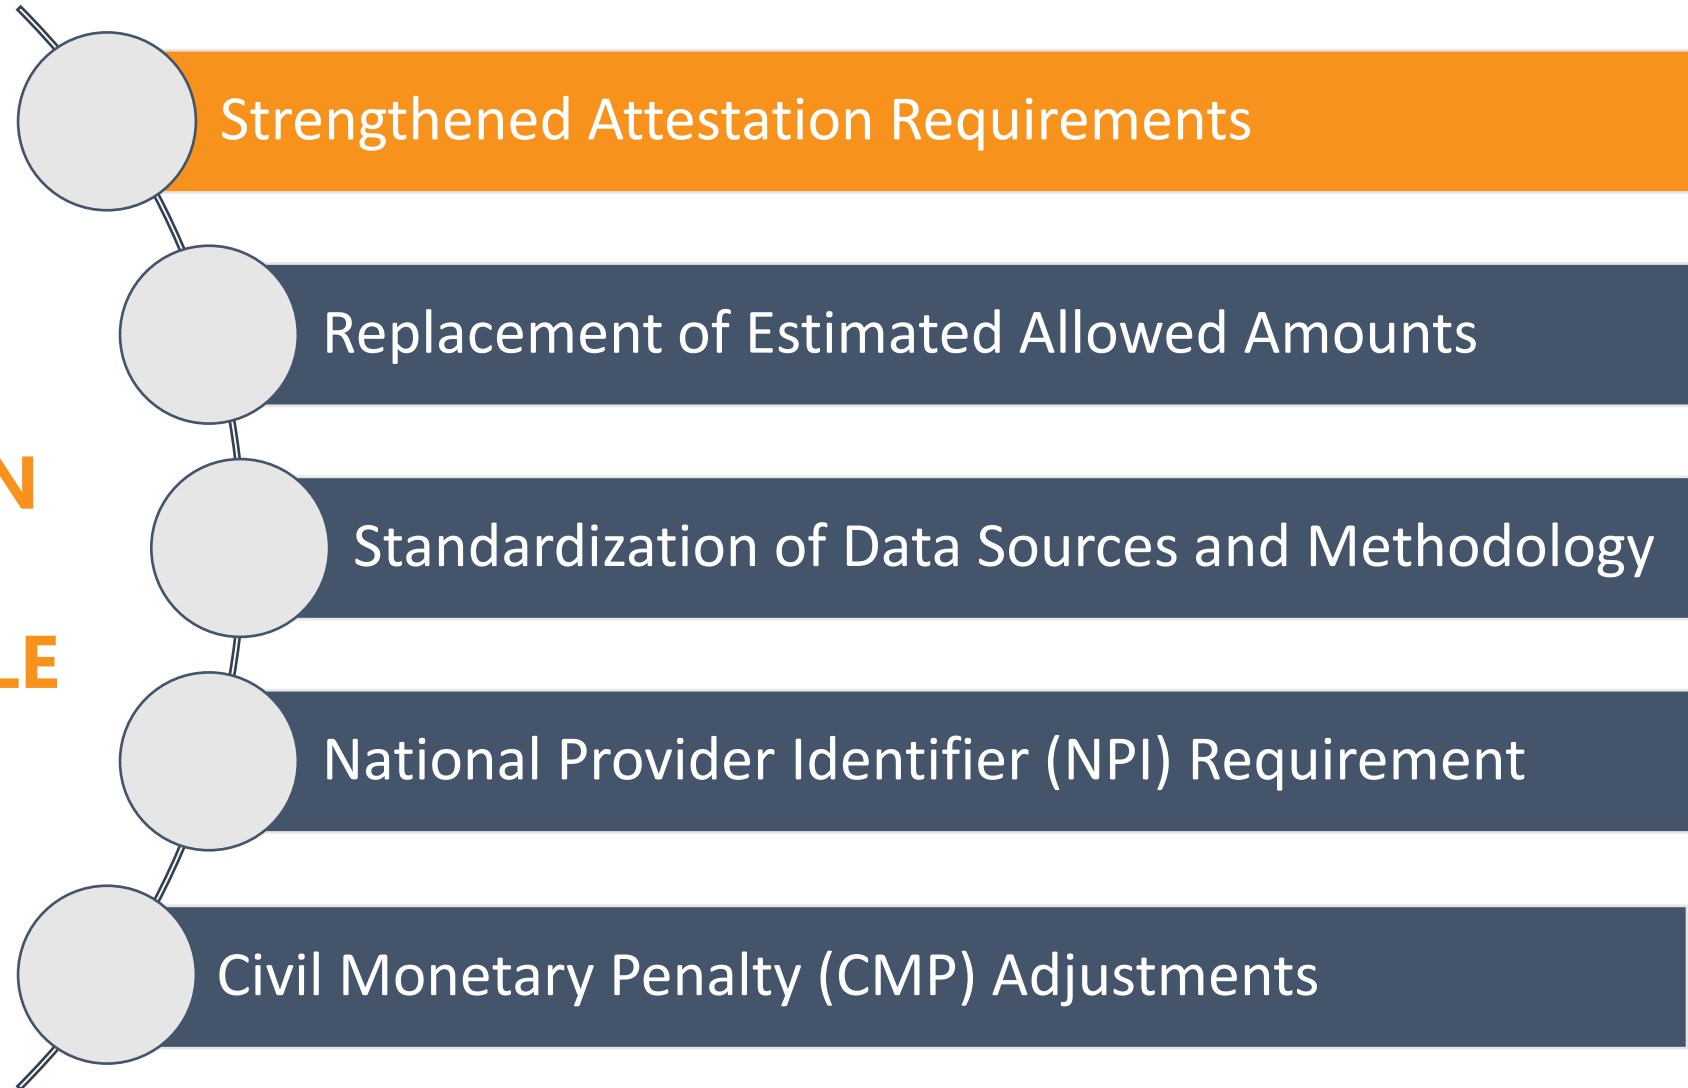 Strengthened Attestation Requirements
Replacement of Estimated Allowed Amounts
N
Standardization of Data Sources and Methodology
LE
National Provider Identifier (NPI) Requirement
Civil Monetary Penalty (CMP) Adjustments